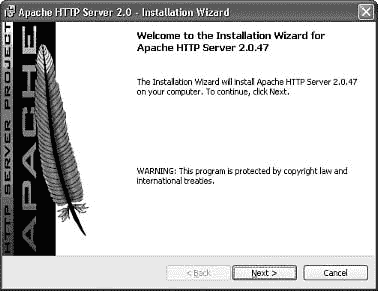 Apache HTTP Server 2.0 - Installation Wizard
HTTP SERVER PROJECT
APACHE
Welcome to the Installation Wizard for
Apache HTTP Server 2.0.47
The Installation Wizard will install Apache HTTP Server 2.0.47
on your computer. To continue, click Next.
WARNING: This program is protected by copyright law and
international treaties.
< Back
Next >
Cancel